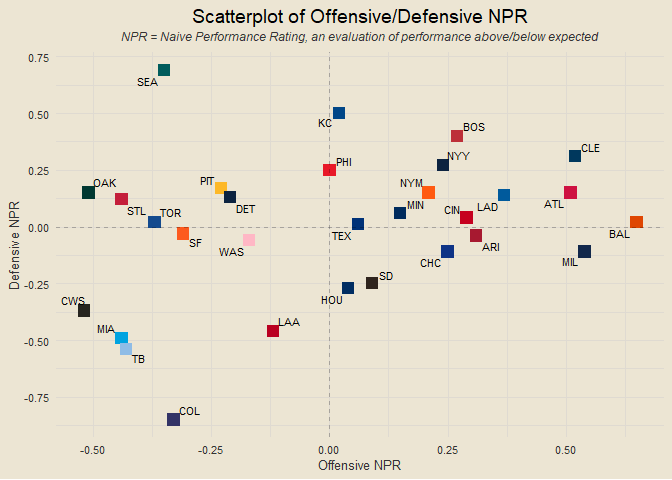 Scatterplot of Offensive/Defensive NPR
NPR = Naive Performance Rating, an evaluation of performance above/below expected
0.75
SEA
0.50
KC
BOS
CLE
NYY
0.25
PHI
OAK
PIT
NYM
STL
TOR
DET
MIN
CIN
LAD
ATL
0.00
SF
WAS
TEX
ARI
BAL
CHC
MIL
-0.25
SD
HOU
CWS
MIA
LAA
-0.50
TB
-0.75
COL
Defensive NPR
-0.50
-0.25
0.00
0.25
0.50
Offensive NPR